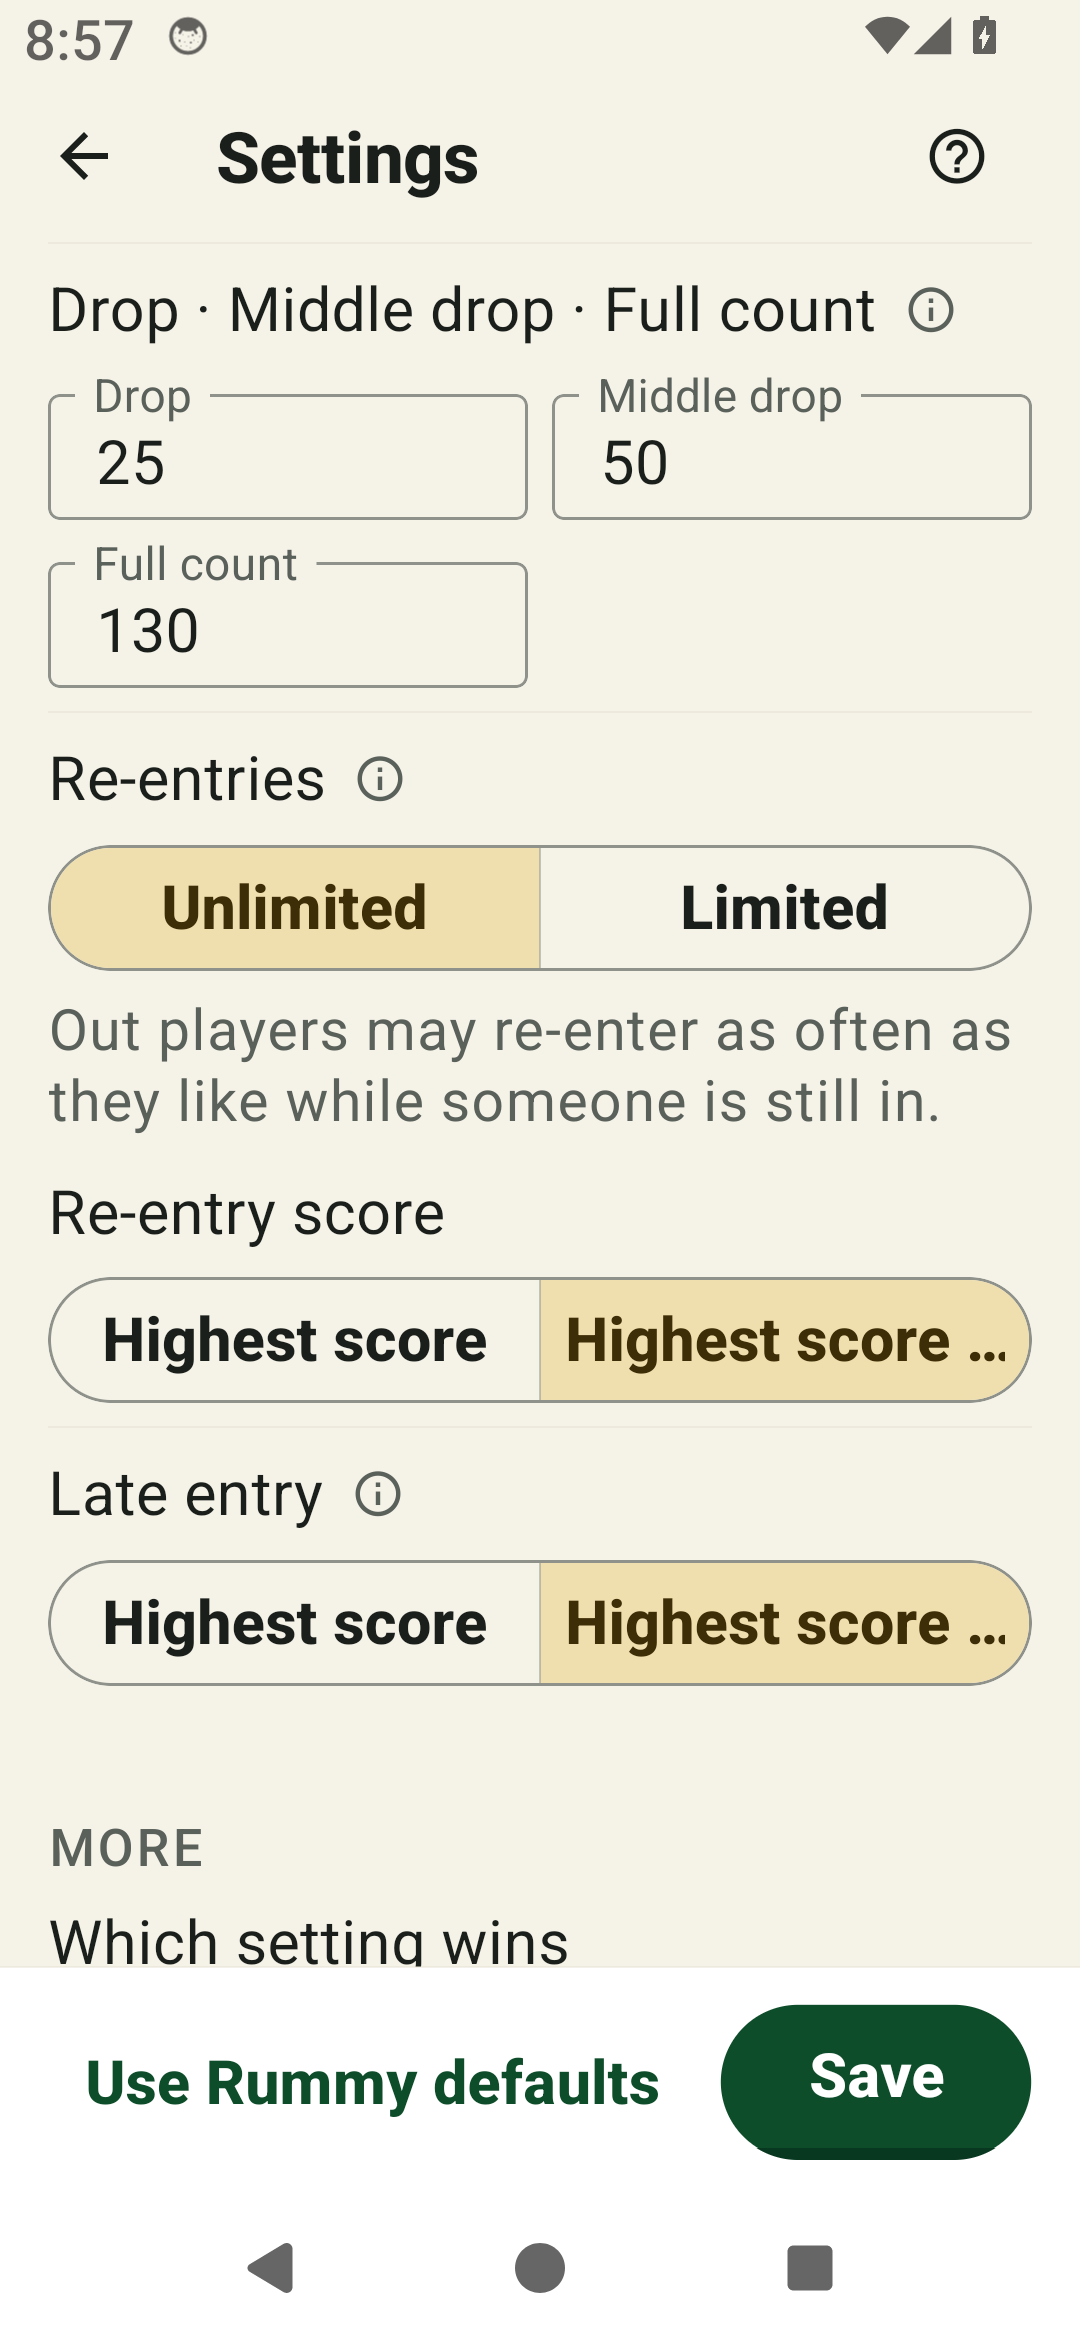 8:57
Settings
Drop · Middle drop · Full count
Drop
Middle drop
25
50
Full count
130
Re-entries
Unlimited
Limited
Out players may re-enter as often as
they like while someone is still in.
Re-entry score
Highest score
Highest score ...
Late entry
Highest score
Highest score ...
MORE
Which setting wins
Use Rummy defaults
Save